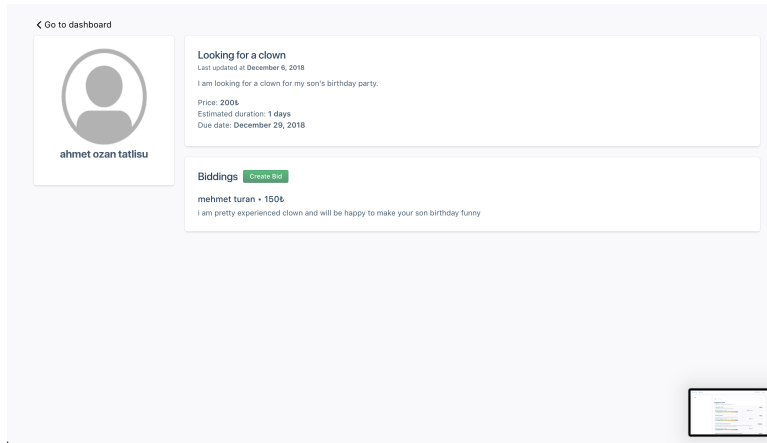 Go to dashboard
ahmet ozan tatlisu
Looking for a clown
Last updated at December 6, 2018
I am looking for a clown for my son's birthday party.
Price: 200₺
Estimated duration: 1 days
Due date: December 29, 2018
Biddings Create Bid
mehmet turan • 150₺
i am pretty experienced clown and will be happy to make your son birthday funny